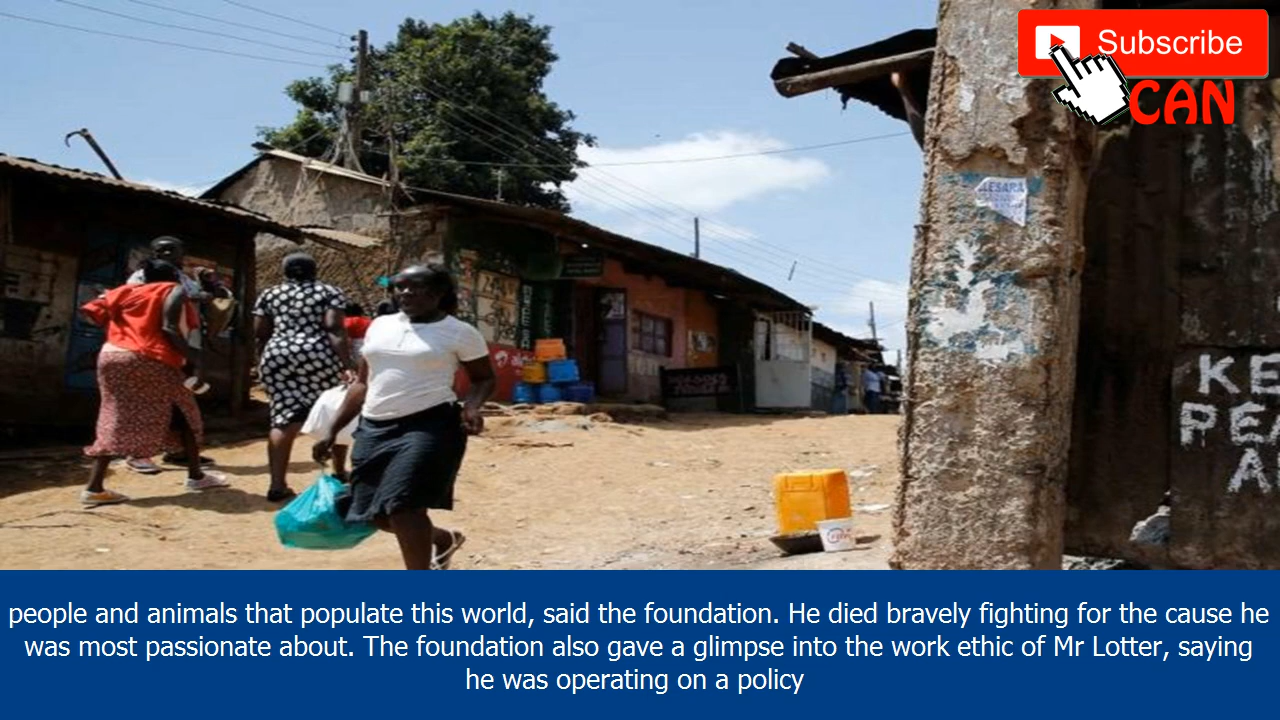 Subscribe
CAN
KE
PEA
A
people and animals that populate this world, said the foundation. He died bravely fighting for the cause he
was most passionate about. The foundation also gave a glimpse into the work ethic of Mr Lotter, saying
he was operating on a policy